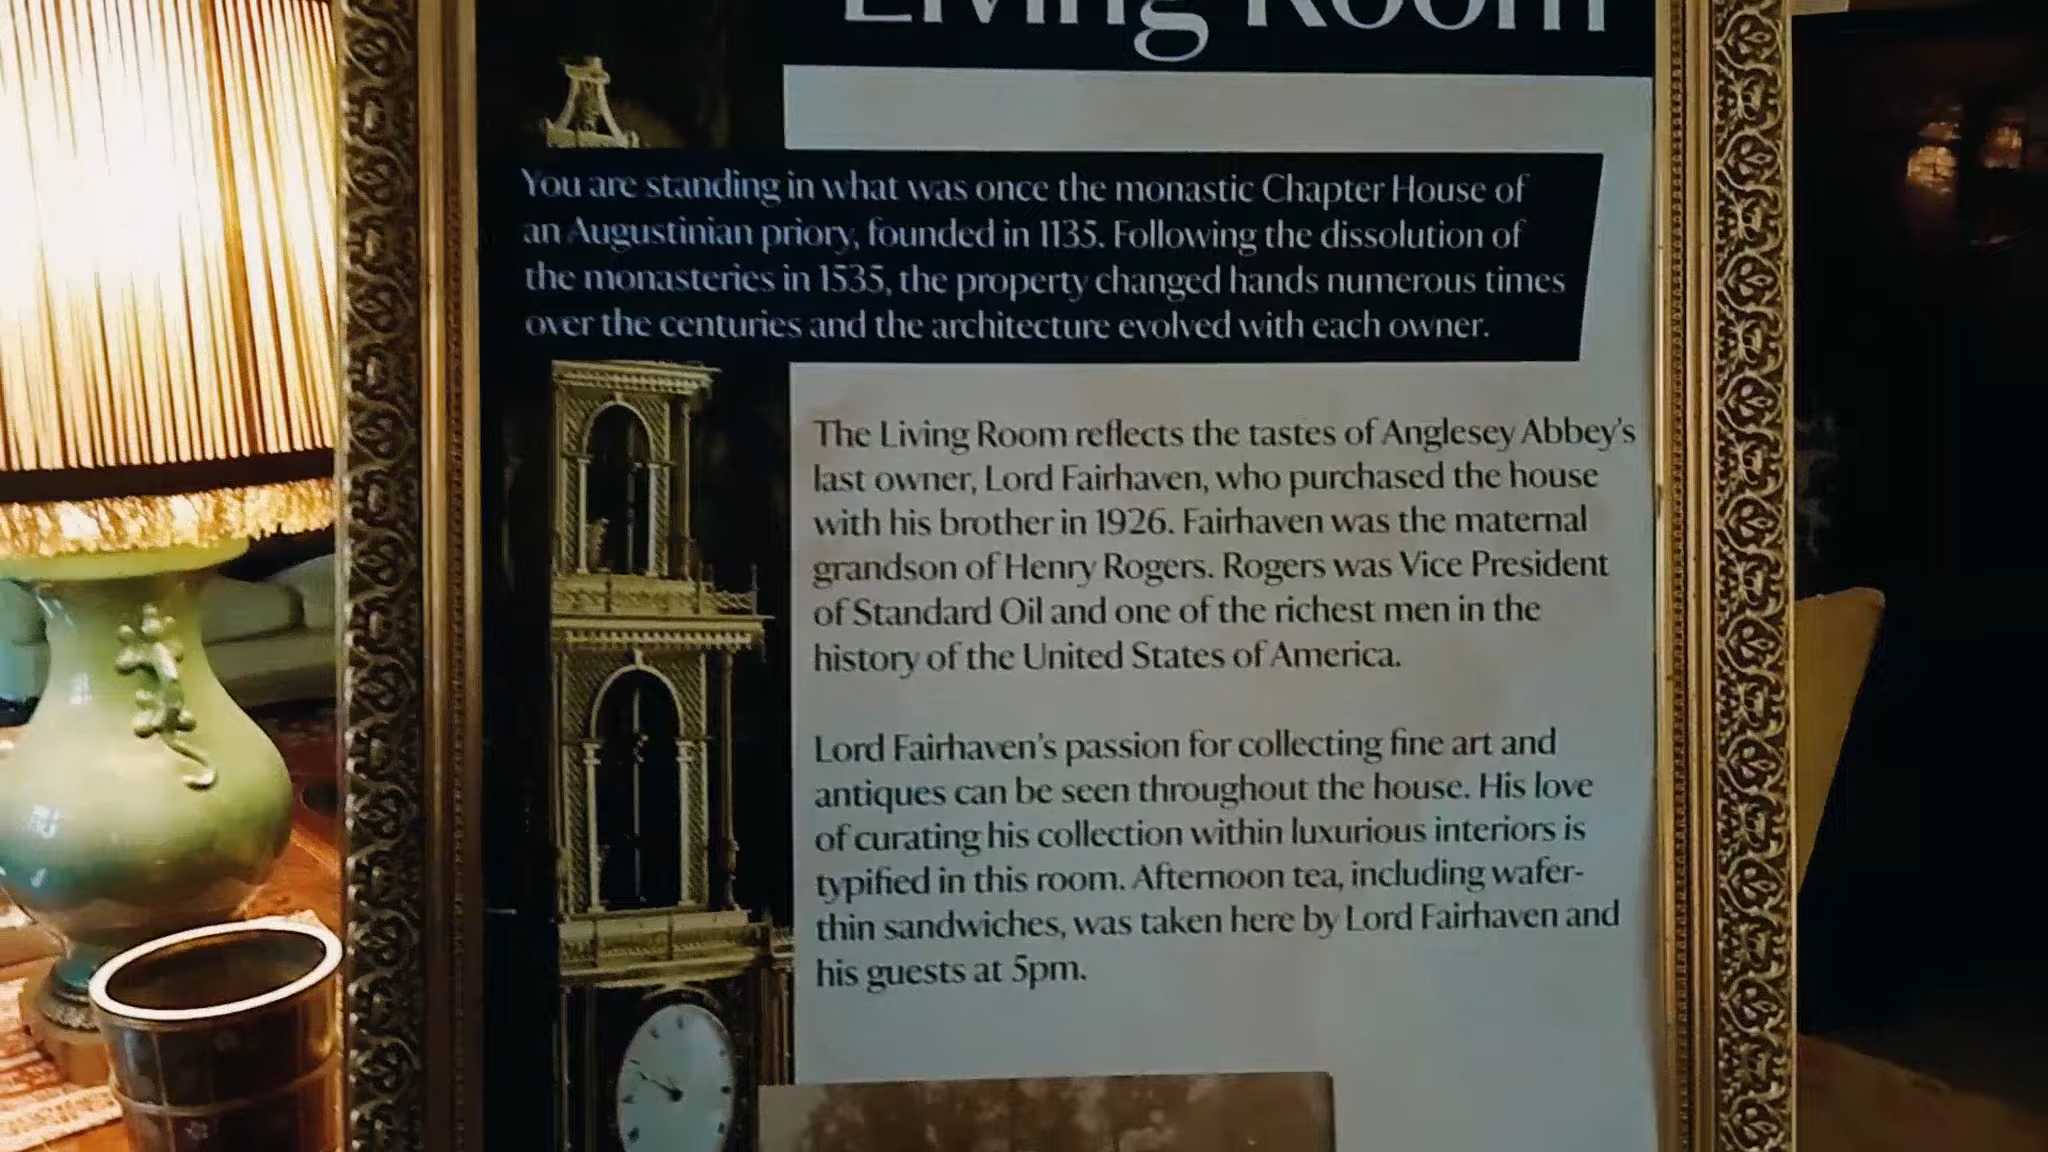 Living Room
You are standing in what was once the monastic Chapter House of
an Augustinian priory, founded in 1135. Following the dissolution of
the monasteries in 1535, the property changed hands numerous times
over the centuries and the architecture evolved with each owner.
The Living Room reflects the tastes of Anglesey Abbey's
last owner, Lord Fairhaven, who purchased the house
with his brother in 1926. Fairhaven was the maternal
grandson of Henry Rogers. Rogers was Vice President
of Standard Oil and one of the richest men in the
history of the United States of America.
Lord Fairhaven's passion for collecting fine art and
antiques can be seen throughout the house. His love
of curating his collection within luxurious interiors is
typified in this room. Afternoon tea, including wafer-
thin sandwiches, was taken here by Lord Fairhaven and
his guests at 5pm.